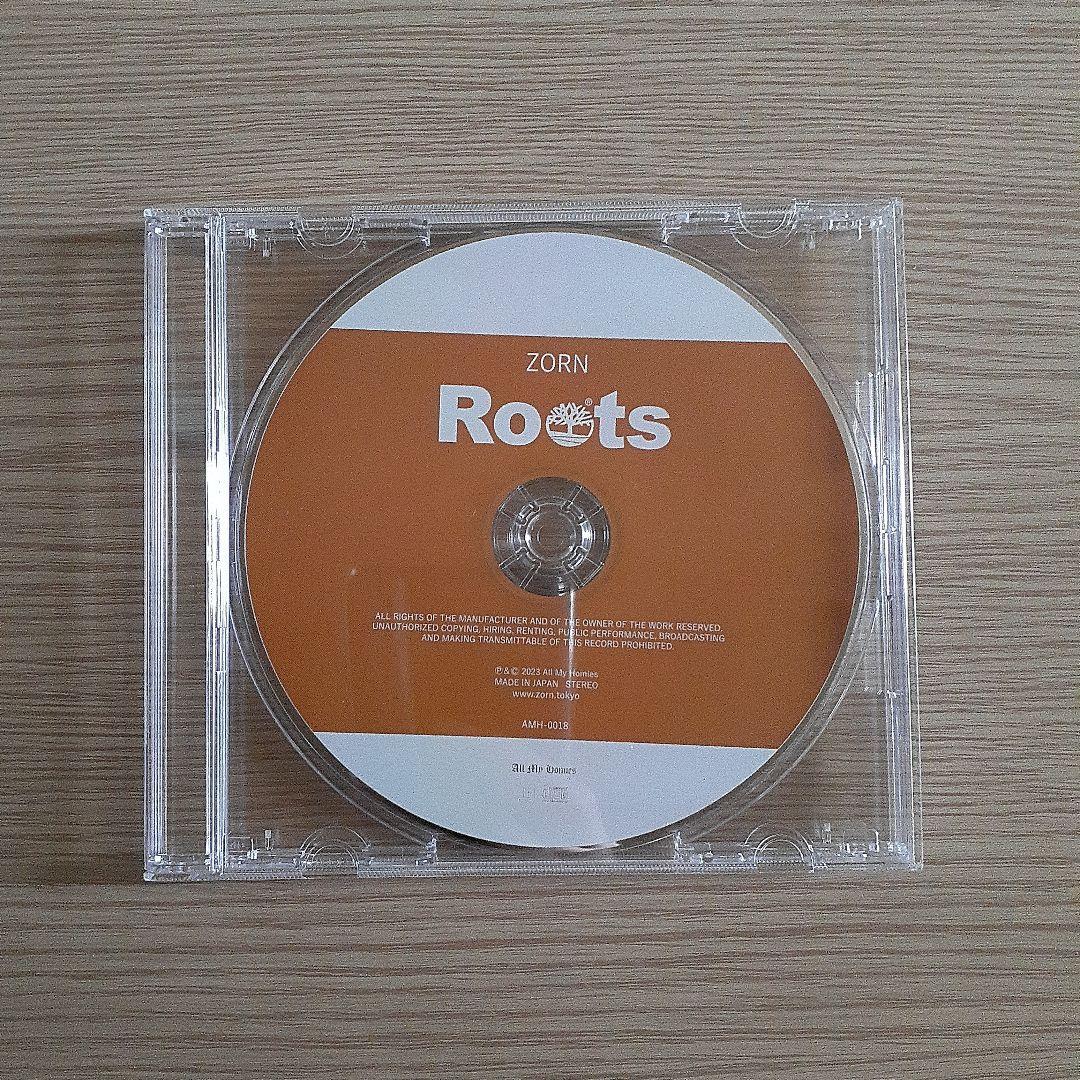 ZORN
Roots®
ALL RIGHTS OF THE MANUFACTURER AND OF THE OWNER OF THE WORK RESERVED.
UNAUTHORIZED COPYING, HIRING, RENTING, PUBLIC PERFORMANCE, BROADCASTING
AND MAKING TRANSMITTABLE OF THIS RECORD PROHIBITED.
℗&© 2023 All My Homies
MADE IN JAPAN STEREO
www.zorn.tokyo
AMH-0018
All My Homies